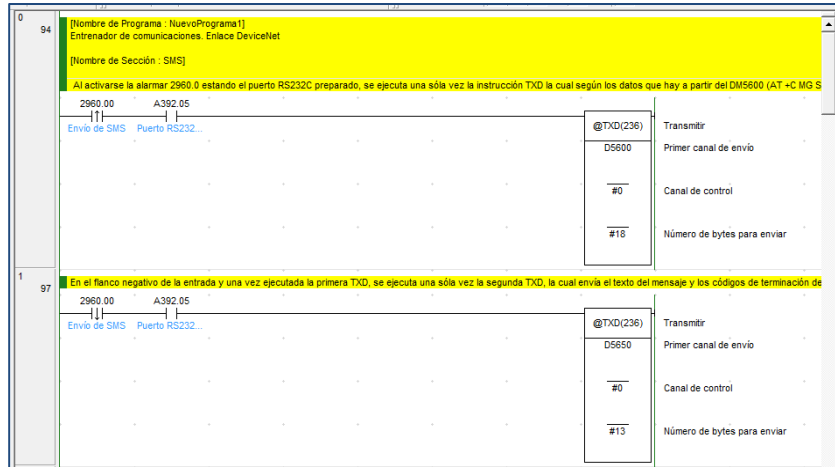 0
94
[Nombre de Programa : NuevoPrograma1]
Entrenador de comunicaciones. Enlace DeviceNet
[Nombre de Sección : SMS]
Al activarse la alarmar 2960.0 estando el puerto RS232C preparado, se ejecuta una sóla vez la instrucción TXD la cual según los datos que hay a partir del DM5600 (AT +C MG S
2960.00 A392.05
Envío de SMS Puerto RS232...
@TXD(236) Transmitir
D5600 Primer canal de envío
#0 Canal de control
#18 Número de bytes para enviar
1
97
En el flanco negativo de la entrada y una vez ejecutada la primera TXD, se ejecuta una sóla vez la segunda TXD, la cual envía el texto del mensaje y los códigos de terminación de
2960.00 A392.05
Envío de SMS Puerto RS232...
@TXD(236) Transmitir
D5650 Primer canal de envío
#0 Canal de control
#13 Número de bytes para enviar